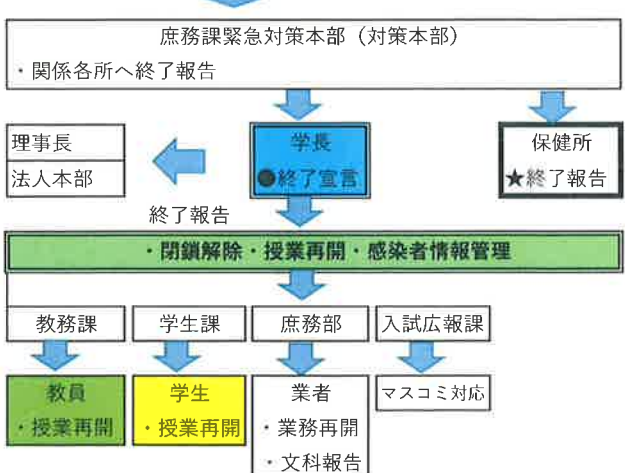 庶務課緊急対策本部（対策本部）
・関係各所へ終了報告
理事長
法人本部
学長
●終了宣言
保健所
★終了報告
終了報告
・閉鎖解除・授業再開・感染者情報管理
教務課
学生課
庶務部
入試広報課
教員
・授業再開
学生
・授業再開
業者
・業務再開
・文科報告
マスコミ対応